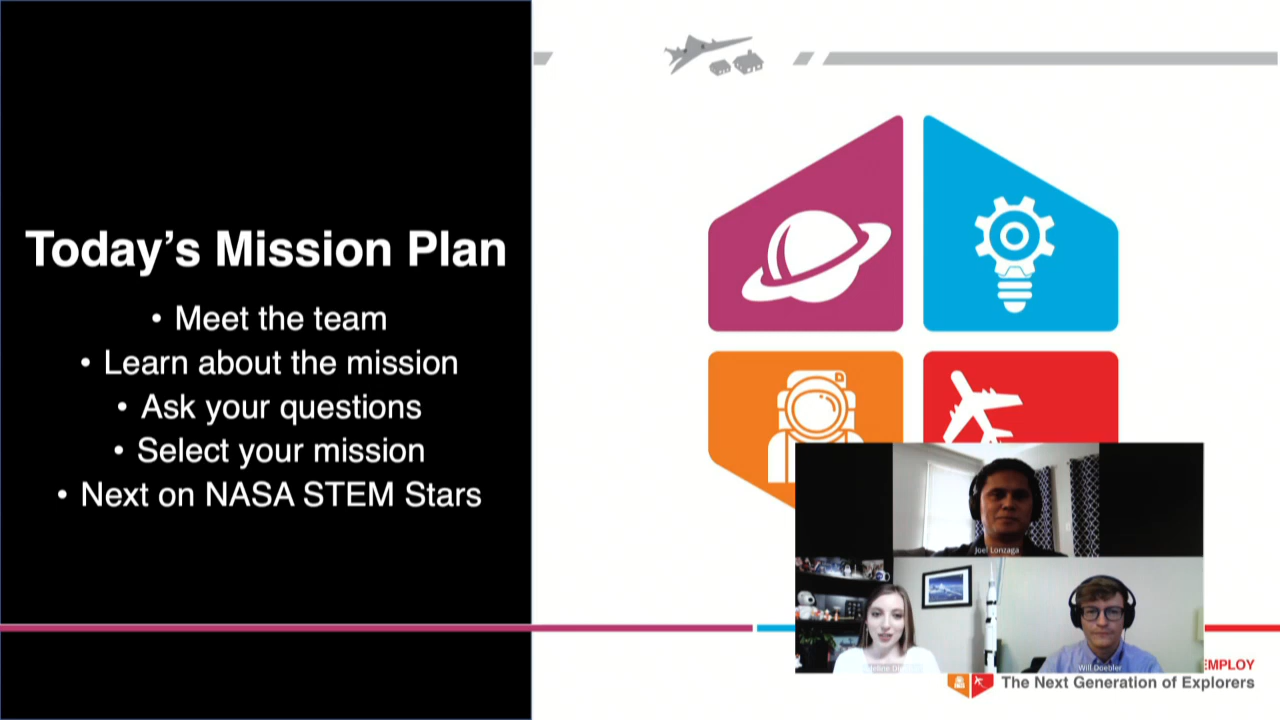 Today’s Mission Plan
• Meet the team
• Learn about the mission
• Ask your questions
• Select your mission
• Next on NASA STEM Stars
Joel Lonzaga
Will Doebler
EMPLOY
The Next Generation of Explorers